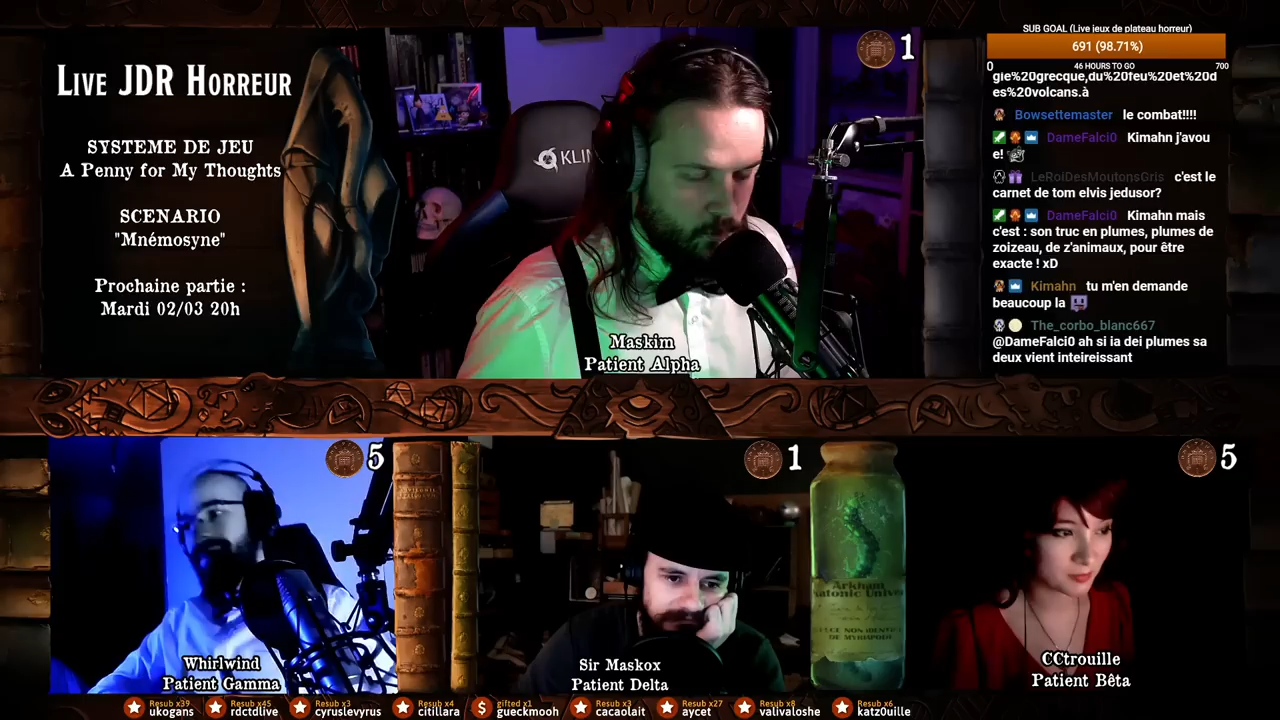 Live JDR Horreur
SYSTEME DE JEU
A Penny for My Thoughts
SCENARIO
"Mnémosyne"
Prochaine partie :
Mardi 02/03 20h
KLIM
1
Maskim
Patient Alpha
SUB GOAL (Live jeux de plateau horreur)
691 (98.71%)
0
46 HOURS TO GO
700
gie%20grecque,du%20feu%20et%20d
es%20volcans.à
Bowsettemaster le combat!!!!
DameFalci0 Kimahn j'avou
e!
LeRoiDesMoutonsGris c'est le
carnet de tom elvis jedusor?
DameFalci0 Kimahn mais
c'est : son truc en plumes, plumes de
zoizeau, de z'animaux, pour être
exacte ! xD
Kimahn tu m'en demande
beaucoup la
The_corbo_blanc667
@DameFalci0 ah si ia dei plumes sa
deux vient inteireissant
5
Whirlwind
Patient Gamma
1
Sir Maskox
Patient Delta
Arkham
5
CCtrouille
Patient Bêta
Resub x39
ukogans
Resub x45
rdctdlive
Resub x3
cyruslevyrus
Resub x4
citillara
gifted x1
gueckmooh
Resub x3
cacaolait
Resub x27
aycet
Resub x8
valivaloshe
Resub x6
katz0uille